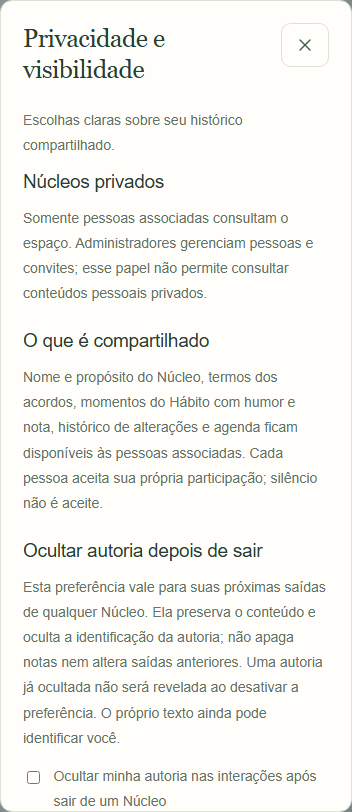 Privacidade e
visibilidade
Escolhas claras sobre seu histórico
compartilhado.
Núcleos privados
Somente pessoas associadas consultam o
espaço. Administradores gerenciam pessoas e
convites; esse papel não permite consultar
conteúdos pessoais privados.
O que é compartilhado
Nome e propósito do Núcleo, termos dos
acordos, momentos do Hábito com humor e
nota, histórico de alterações e agenda ficam
disponíveis às pessoas associadas. Cada
pessoa aceita sua própria participação; silêncio
não é aceite.
Ocultar autoria depois de sair
Esta preferência vale para suas próximas saídas
de qualquer Núcleo. Ela preserva o conteúdo e
oculta a identificação da autoria; não apaga
notas nem altera saídas anteriores. Uma autoria
já ocultada não será revelada ao desativar a
preferência. O próprio texto ainda pode
identificar você.
Ocultar minha autoria nas interações após
sair de um Núcleo